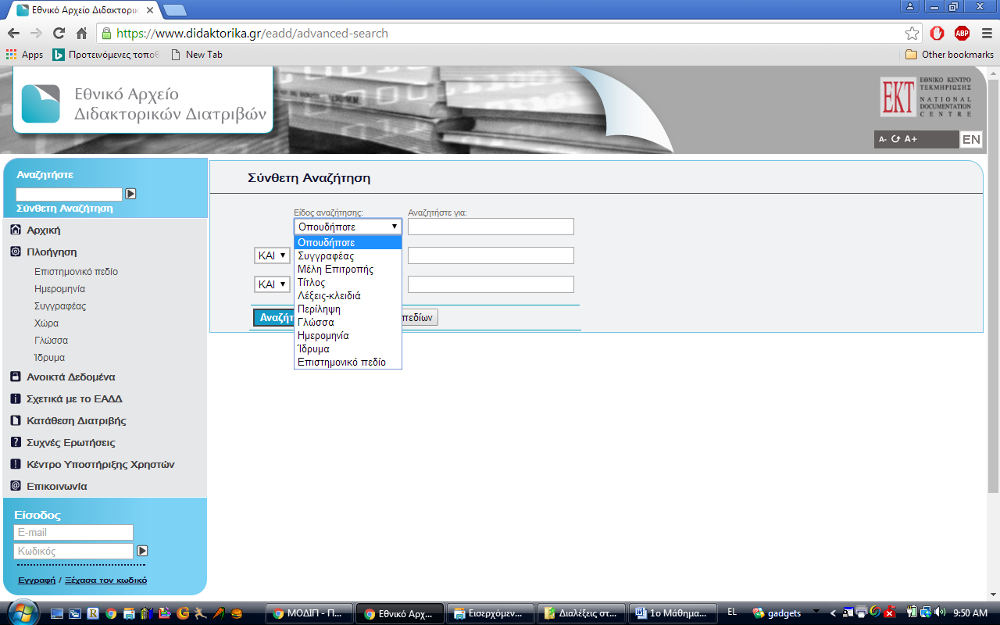 Εθνικό Αρχείο Διδακτορικ
https://www.didaktorika.gr/eadd/advanced-search
ABP
Apps
Προτεινόμενες τοποθ
New Tab
Other bookmarks
Εθνικό Αρχείο
Διδακτορικών Διατριβών
ΕΚΤ
ΕΘΝΙΚΟ ΚΕΝΤΡΟ
ΤΕΚΜΗΡΙΩΣΗΣ
NATIONAL
DOCUMENTATION
CENTRE
A- A+
EN
Αναζητήστε
Σύνθετη Αναζήτηση
Αρχική
Πλοήγηση
Επιστημονικό πεδίο
Ημερομηνία
Συγγραφέας
Χώρα
Γλώσσα
Ίδρυμα
Ανοικτά Δεδομένα
Σχετικά με το ΕΑΔΔ
Κατάθεση Διατριβής
Συχνές Ερωτήσεις
Κέντρο Υποστήριξης Χρηστών
Επικοινωνία
Είσοδος
E-mail
Κωδικός
Εγγραφή / Ξέχασα τον κωδικό
Σύνθετη Αναζήτηση
Είδος αναζήτησης: Αναζητήστε για:
Οπουδήποτε
Οπουδήποτε
ΚΑΙ Συγγραφέας
Μέλη Επιτροπής
ΚΑΙ Τίτλος
Λέξεις-κλειδιά
Περίληψη
Αναζήτ Γλώσσα πεδίων
Ημερομηνία
Ίδρυμα
Επιστημονικό πεδίο
ΜΟΔΙΠ - Π...
Εθνικό Αρχ...
Εισερχόμεν...
Διαλέξεις στ...
1ο Μάθημα...
EL
gadgets
9:50 AM